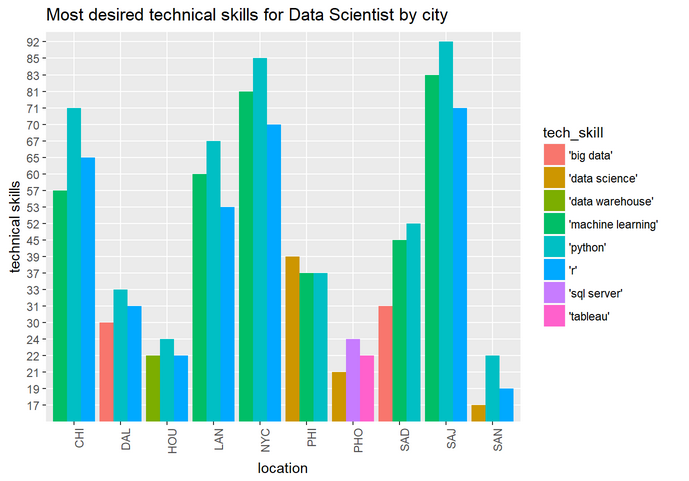 Most desired technical skills for Data Scientist by city
technical skills
92
85
83
81
71
70
67
65
60
57
53
52
45
39
37
33
31
30
24
22
21
19
17
CHI
DAL
HOU
LAN
NYC
PHI
PHO
SAD
SAJ
SAN
location
tech_skill
'big data'
'data science'
'data warehouse'
'machine learning'
'python'
'r'
'sql server'
'tableau'